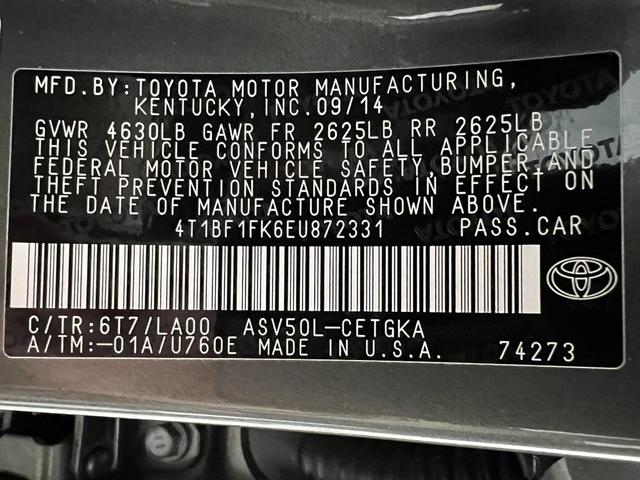 MFD.BY:TOYOTA MOTOR MANUFACTURING,
KENTUCKY,INC.09/14
GVWR 4630LB GAWR FR 2625LB RR 2625LB
THIS VEHICLE CONFORMS TO ALL APPLICABLE
FEDERAL MOTOR VEHICLE SAFETY,BUMPER,AND
THEFT PREVENTION STANDARDS IN EFFECT ON
THE DATE OF MANUFACTURE SHOWN ABOVE.
4T1BF1FK6EU872331 PASS.CAR
C/TR:6T7/LA00 ASV50L-CETGKA
A/TM:-01A/U760E MADE IN U.S.A. 74273